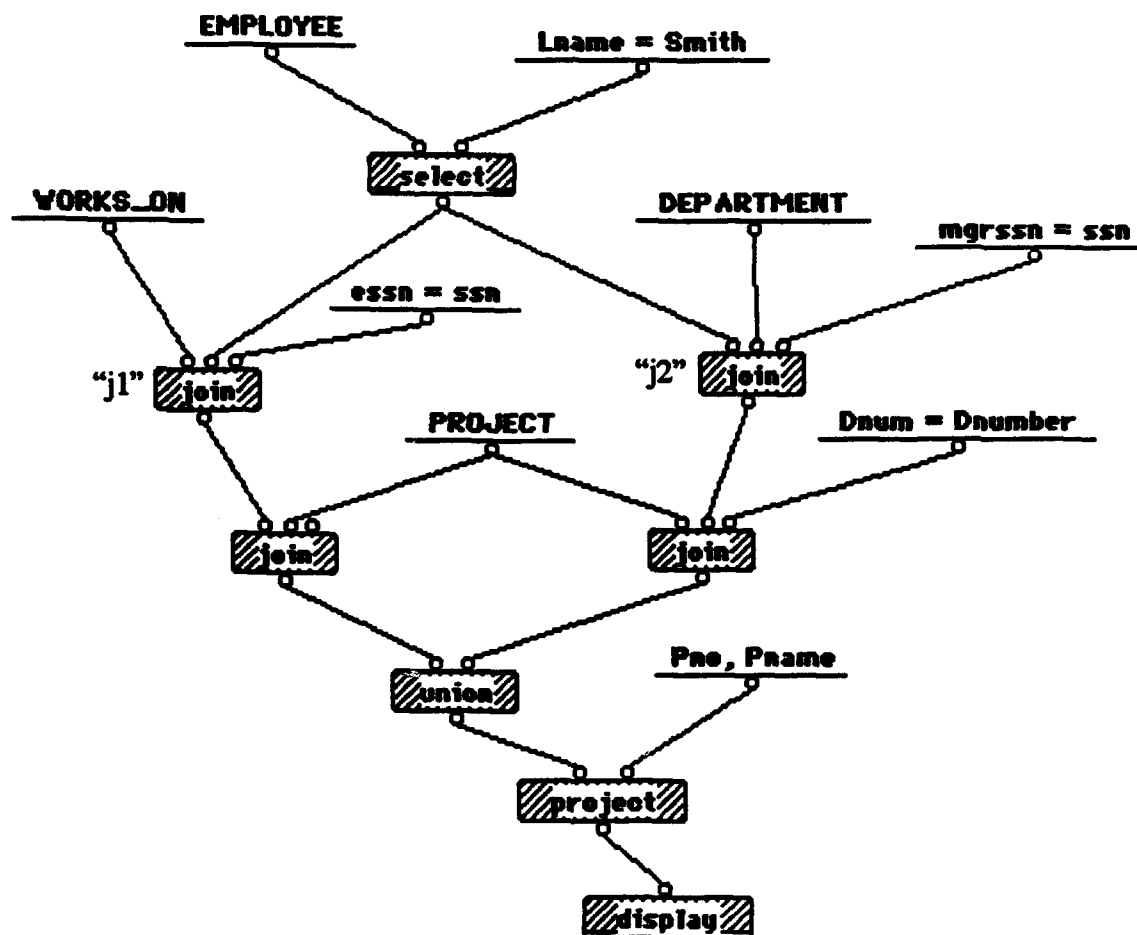 EMPLOYEE
Lname = Smith
select
WORKS_ON
DEPARTMENT
mgrssn = ssn
essn = ssn
"j1"
join
"j2"
join
PROJECT
Dnum = Dnumber
join
join
union
Pno, Pname
project
display